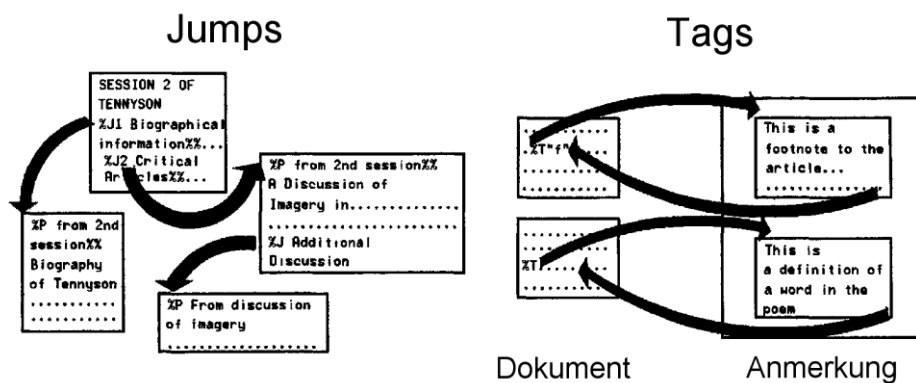 Jumps
SESSION 2 OF
TENNYSON
%J1 Biographical
information%%...
%J2 Critical
Articles%%...
%P from 2nd
session%%
Biography
of Tennyson
..........
..........
%P from 2nd session%%
A Discussion of
Imagery in.............
........................
%J Additional
Discussion
%P From discussion
of imagery
....................
Tags
...........
%T"f"
...........
...........
...........
This is a
footnote to the
article...
..............
...........
...........
%T
...........
...........
This is
a definition of
a word in the
poem
Dokument
Anmerkung